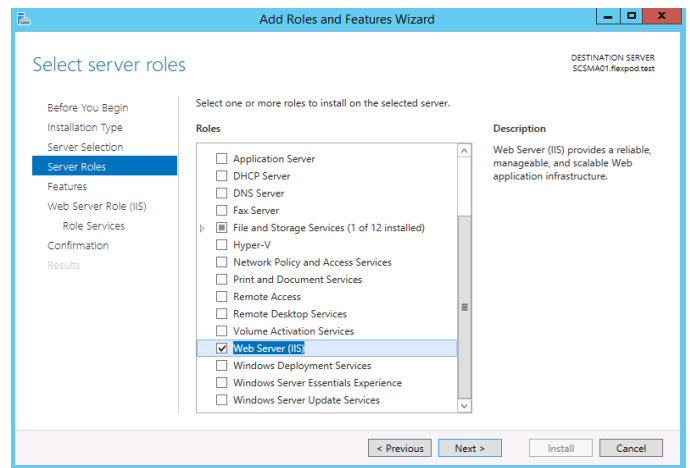 Add Roles and Features Wizard
Select server roles
DESTINATION SERVER
SCSMA01.flexpod.test
Before You Begin
Installation Type
Server Selection
Server Roles
Features
Web Server Role (IIS)
Role Services
Confirmation
Results
Select one or more roles to install on the selected server.
Roles
Application Server
DHCP Server
DNS Server
Fax Server
File and Storage Services (1 of 12 installed)
Hyper-V
Network Policy and Access Services
Print and Document Services
Remote Access
Remote Desktop Services
Volume Activation Services
Web Server (IIS)
Windows Deployment Services
Windows Server Essentials Experience
Windows Server Update Services
Description
Web Server (IIS) provides a reliable,
manageable, and scalable Web
application infrastructure.
< Previous
Next >
Install
Cancel